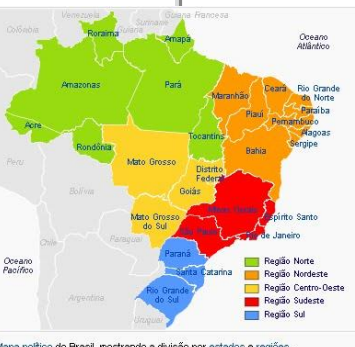 Venezuela
Guiana Francesa
Suriname
Guiana
Colômbia
Roraima
Amapá
Oceano
Atlântico
Amazonas
Pará
Maranhão
Ceará
Rio Grande
do Norte
Paraíba
Piauí
Pernambuco
Acre
Alagoas
Tocantins
Sergipe
Rondônia
Bahia
Mato Grosso
Peru
Distrito
Federal
Bolívia
Goiás
Minas Gerais
Mato Grosso
do Sul
Espírito Santo
São Paulo
Rio de Janeiro
Paraguai
Chile
Paraná
Oceano
Pacífico
Santa Catarina
Argentina
Rio Grande
do Sul
Uruguai
Região Norte
Região Nordeste
Região Centro-Oeste
Região Sudeste
Região Sul
Mapa político do Brasil, mostrando a divisão por estados e regiões.